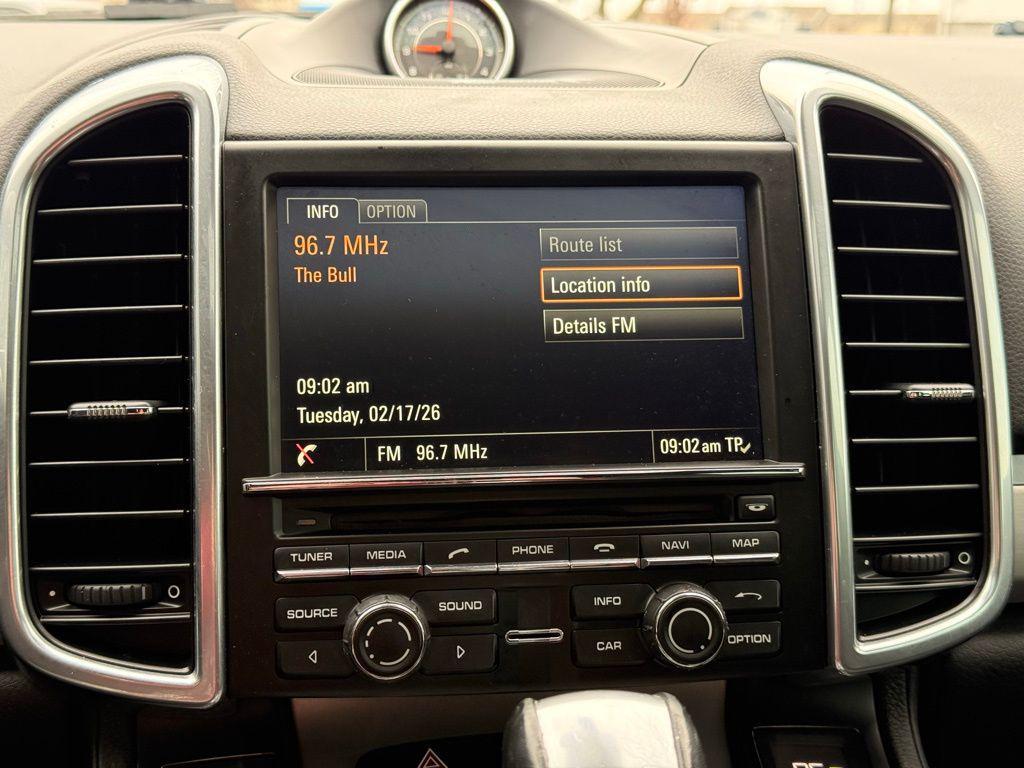 INFO OPTION
96.7 MHz
The Bull
Route list
Location info
Details FM
09:02 am
Tuesday, 02/17/26
FM 96.7 MHz
09:02 am TP
TUNER MEDIA PHONE NAVI MAP
SOURCE SOUND INFO
CAR OPTION